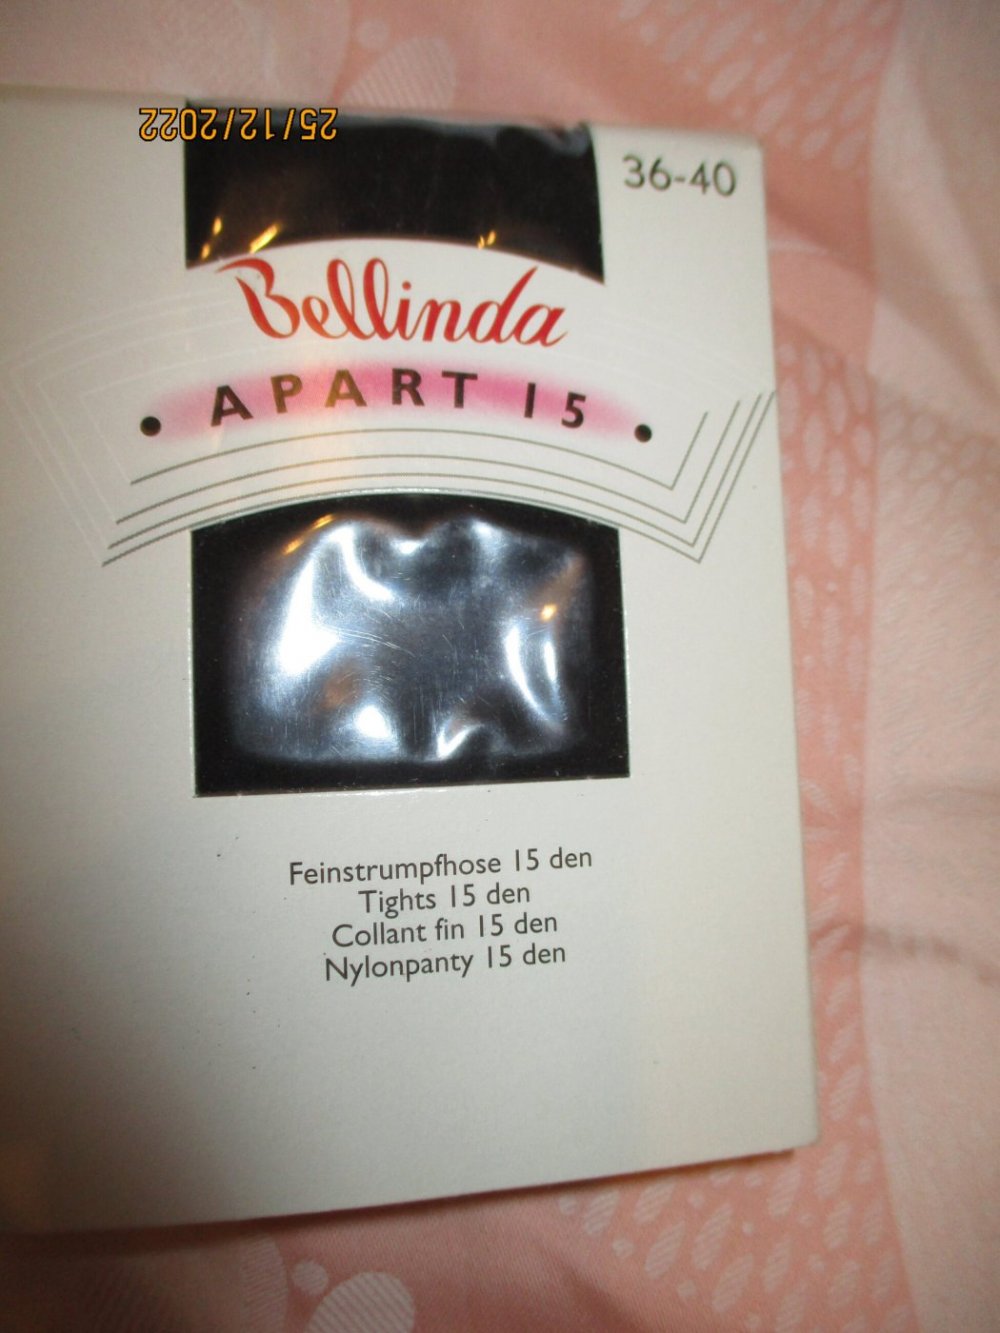 25/12/2022
36-40
Bellinda
• APART 15 •
Feinstrumpfhose 15 den
Tights 15 den
Collant fin 15 den
Nylonpanty 15 den